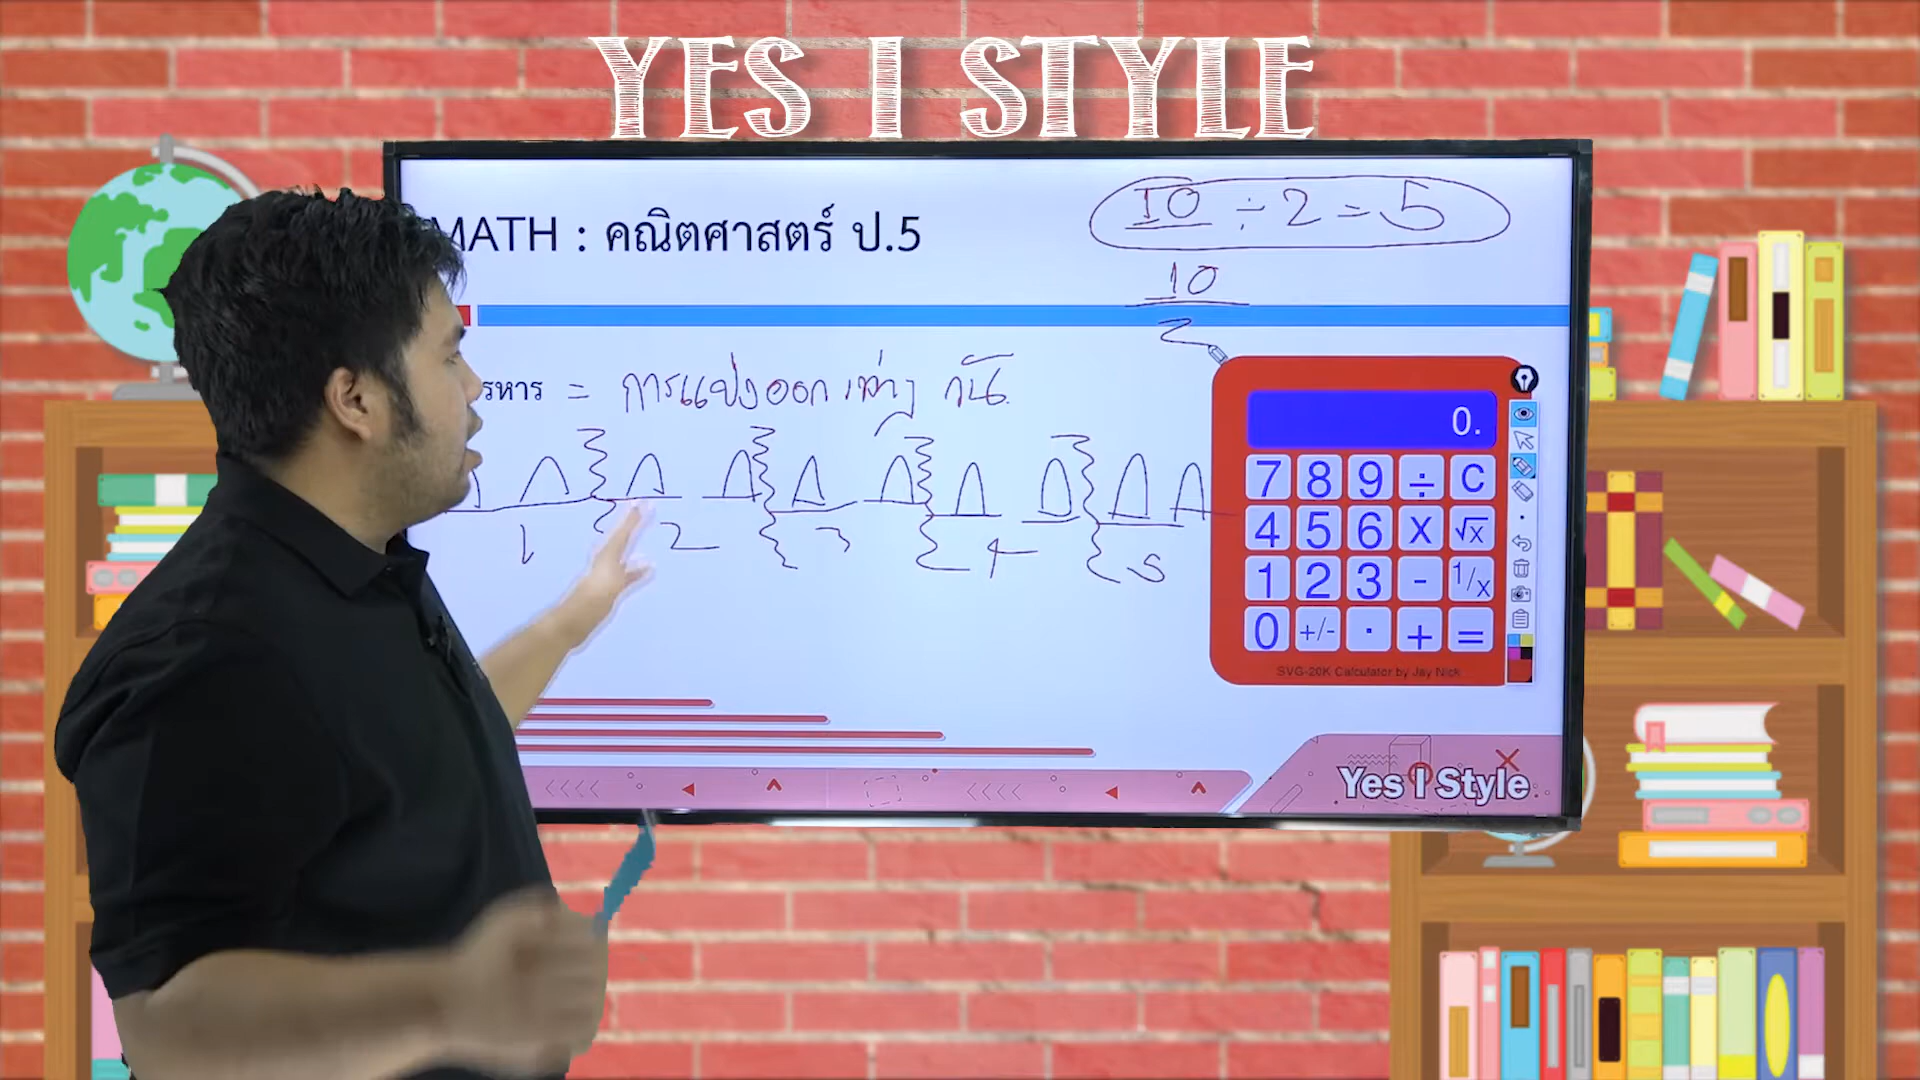 YES I STYLE
MATH : คณิตศาสตร์ ป.5
10 ÷ 2 = 5
10
2
รหาร = การแบ่งออกเท่าๆ กัน
1 2 3 4 5
0.
7 8 9 ÷ C
4 5 6 X √x
1 2 3 - 1/x
0 +/- · + =
SVG-20K Calculator by Jay Nick
Yes I Style